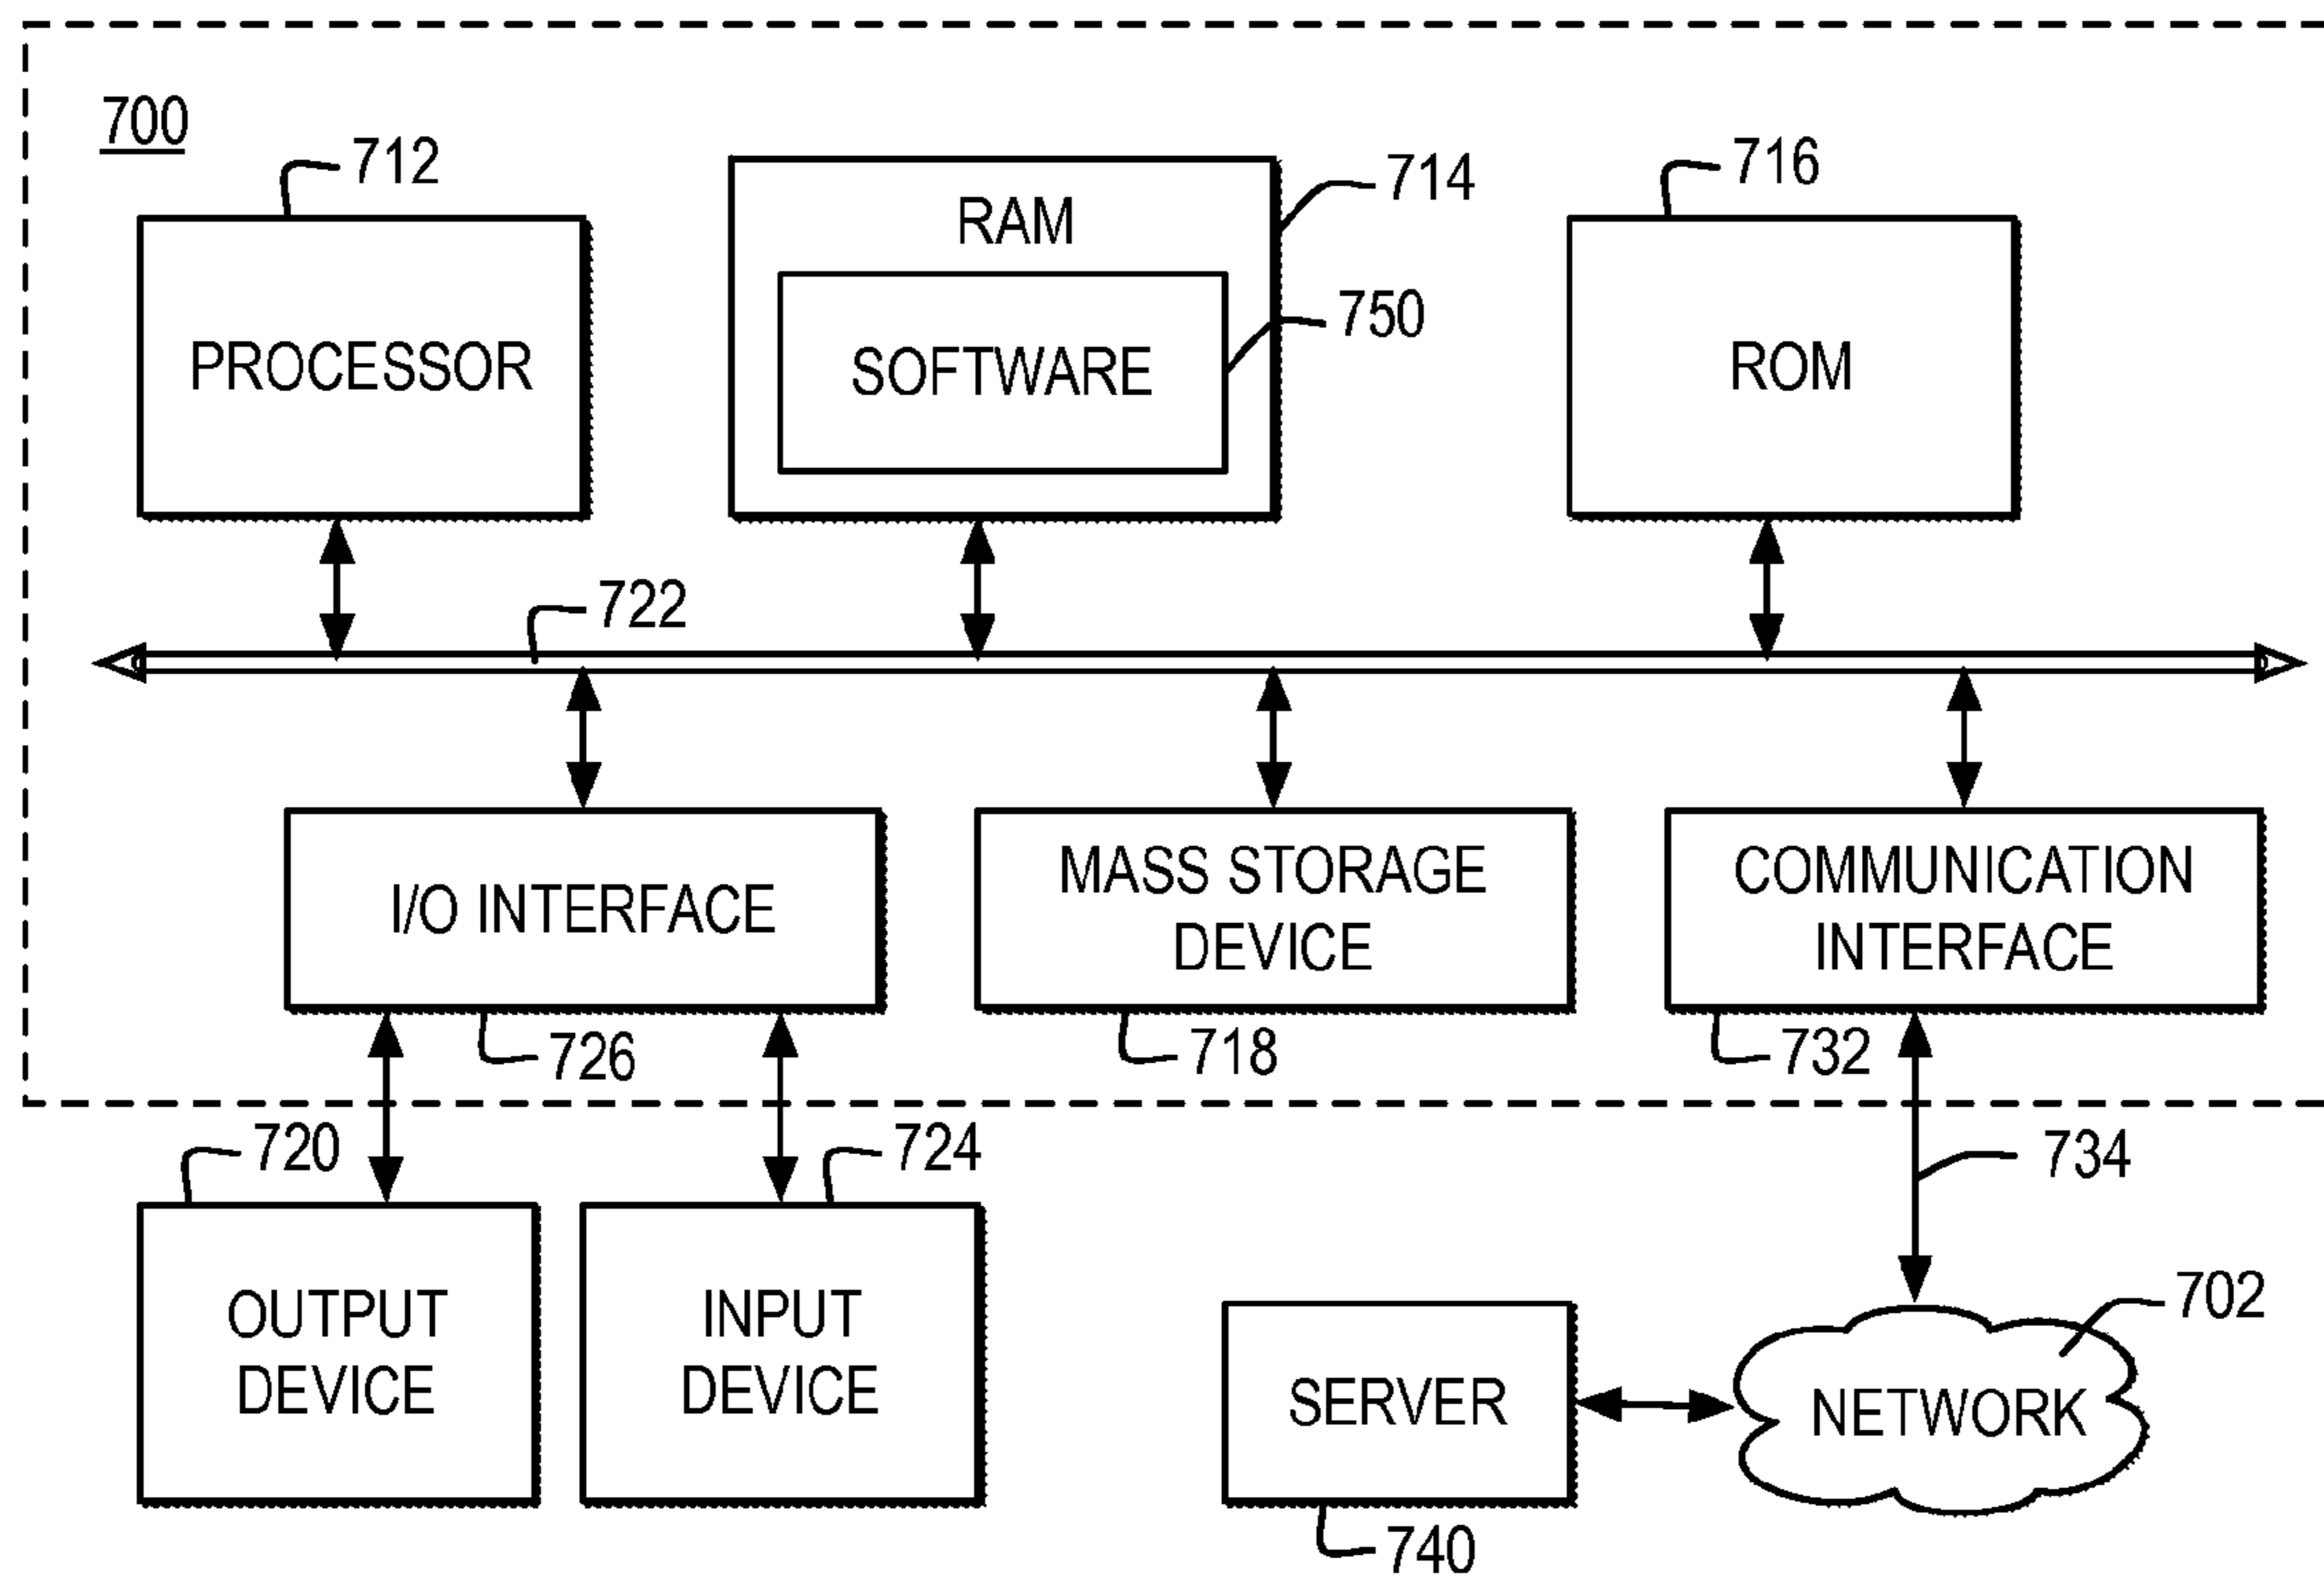 700
712
714
716
RAM
750
PROCESSOR
SOFTWARE
ROM
722
I/O INTERFACE
MASS STORAGE
DEVICE
COMMUNICATION
INTERFACE
726
718
732
720
724
734
OUTPUT
DEVICE
INPUT
DEVICE
702
SERVER
NETWORK
740